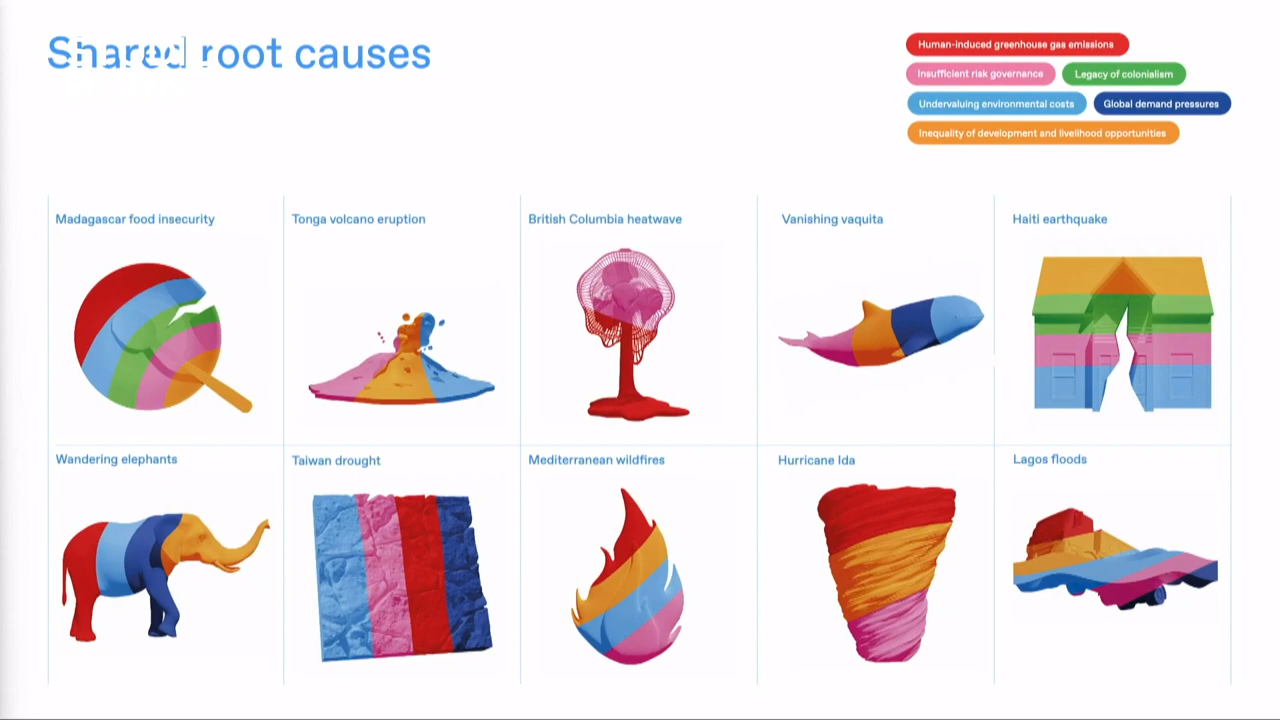 Shared root causes
Human-induced greenhouse gas emissions
Insufficient risk governance
Legacy of colonialism
Undervaluing environmental costs
Global demand pressures
Inequality of development and livelihood opportunities
Madagascar food insecurity
Tonga volcano eruption
British Columbia heatwave
Vanishing vaquita
Haiti earthquake
Wandering elephants
Taiwan drought
Mediterranean wildfires
Hurricane Ida
Lagos floods